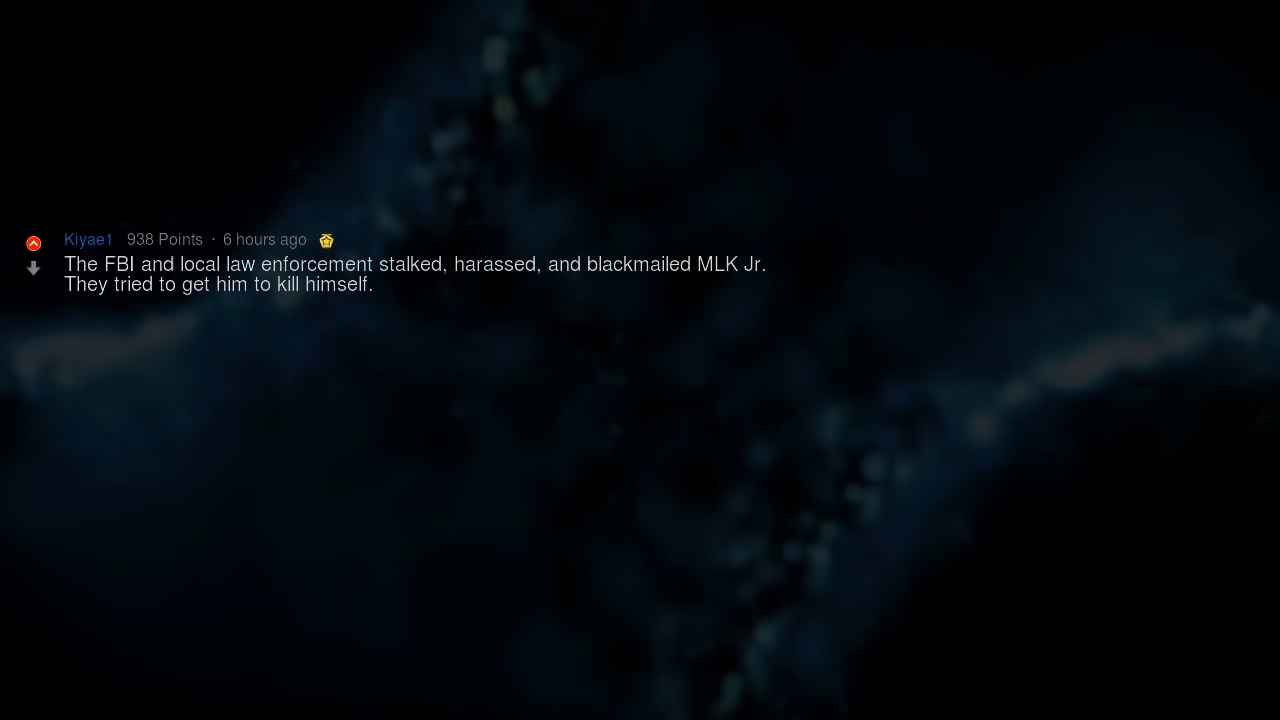 Kiyae1 938 Points · 6 hours ago
The FBI and local law enforcement stalked, harassed, and blackmailed MLK Jr.
They tried to get him to kill himself.